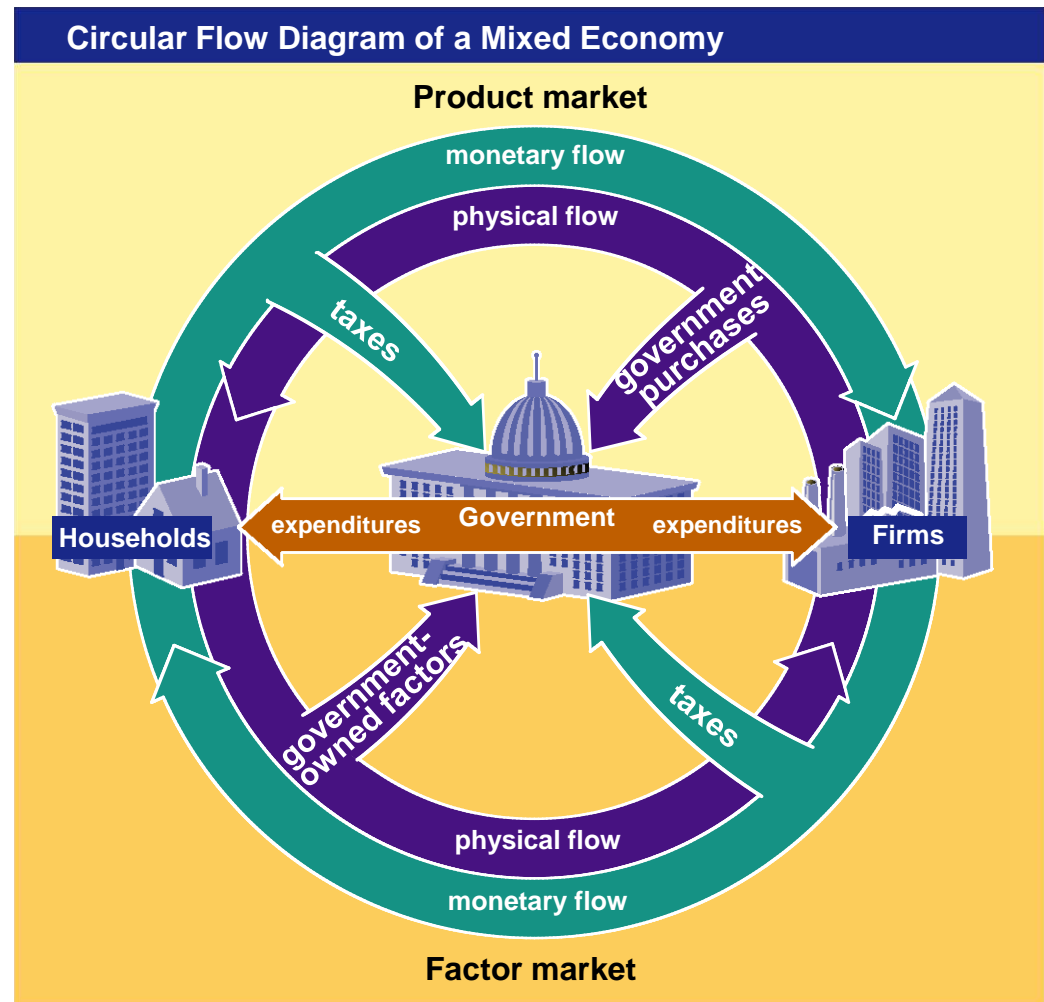 Circular Flow Diagram of a Mixed Economy
Product market
monetary flow
physical flow
taxes
government
purchases
Households
expenditures
Government
expenditures
Firms
government-
owned factors
taxes
physical flow
monetary flow
Factor market